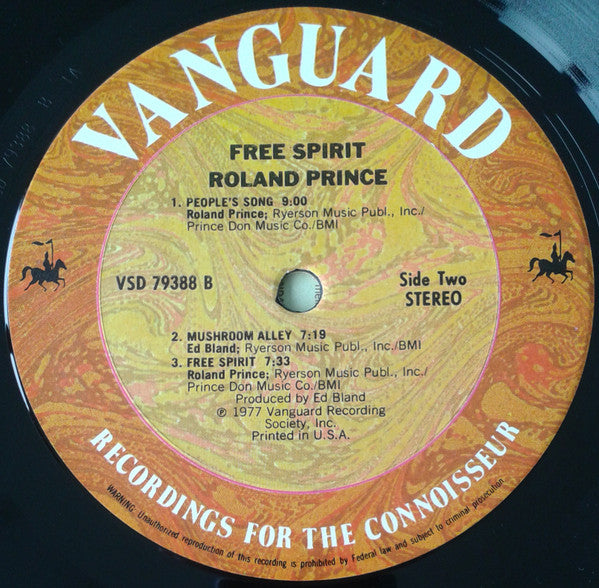 VANGUARD
FREE SPIRIT
ROLAND PRINCE
1. PEOPLE'S SONG 9:00
Roland Prince; Ryerson Music Publ., Inc./
Prince Don Music Co./BMI
VSD 79388 B
Side Two
STEREO
2. MUSHROOM ALLEY 7:19
Ed Bland; Ryerson Music Publ., Inc./BMI
3. FREE SPIRIT 7:33
Roland Prince; Ryerson Music Publ., Inc./
Prince Don Music Co./BMI
Produced by Ed Bland
℗ 1977 Vanguard Recording
Society, Inc.
Printed in U.S.A.
RECORDINGS FOR THE CONNOISSEUR
WARNING: Unauthorized reproduction of this recording is prohibited by Federal law and subject to criminal prosecution